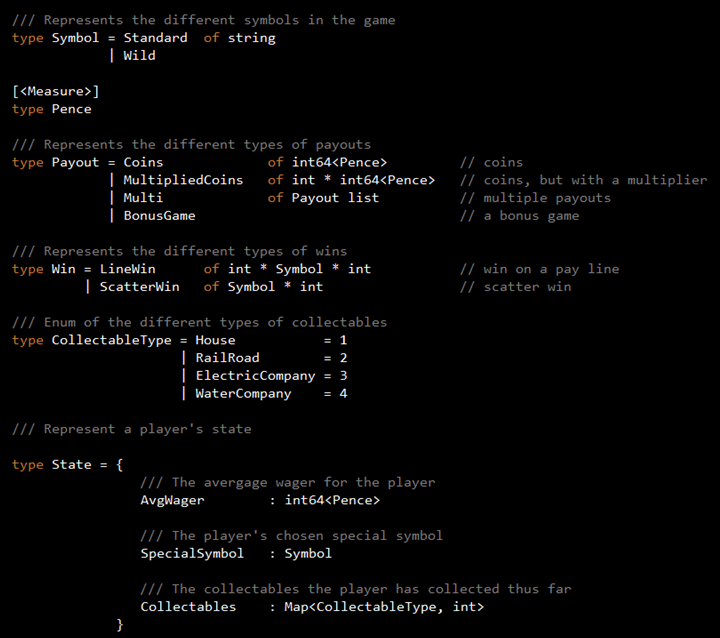 /// Represents the different symbols in the game
type Symbol = Standard  of string
            | Wild
[<Measure>]
type Pence
/// Represents the different types of payouts
type Payout = Coins             of int64<Pence>         // coins
            | MultipliedCoins   of int * int64<Pence>   // coins, but with a multiplier
            | Multi             of Payout list          // multiple payouts
            | BonusGame                                 // a bonus game
/// Represents the different types of wins
type Win = LineWin      of int * Symbol * int           // win on a pay line
         | ScatterWin   of Symbol * int                 // scatter win
/// Enum of the different types of collectables
type CollectableType = House           = 1
                     | RailRoad        = 2
                     | ElectricCompany = 3
                     | WaterCompany    = 4
/// Represent a player's state
type State = {
                /// The avergage wager for the player
                AvgWager        : int64<Pence>
                /// The player's chosen special symbol
                SpecialSymbol   : Symbol
                /// The collectables the player has collected thus far
                Collectables    : Map<CollectableType, int>
             }